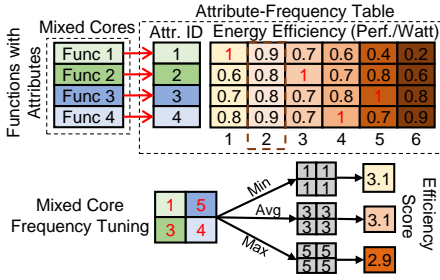 Attribute-Frequency Table
Mixed Cores
Attr. ID
Energy Efficiency (Perf./Watt)
Functions with
Attributes
Func 1
1
1 0.9 0.7 0.6 0.4 0.2
Func 2
2
0.6 0.8 1 0.7 0.8 0.6
Func 3
3
0.7 0.8 0.7 0.8 1 0.8
Func 4
4
0.8 0.9 0.7 1 0.7 0.9
1 2 3 4 5 6
Mixed Core
Frequency Tuning
1 5
3 4
Min
1 1
1 1
3.1
Avg
3 3
3 3
3.1
Max
5 5
5 5
2.9
Efficiency
Score